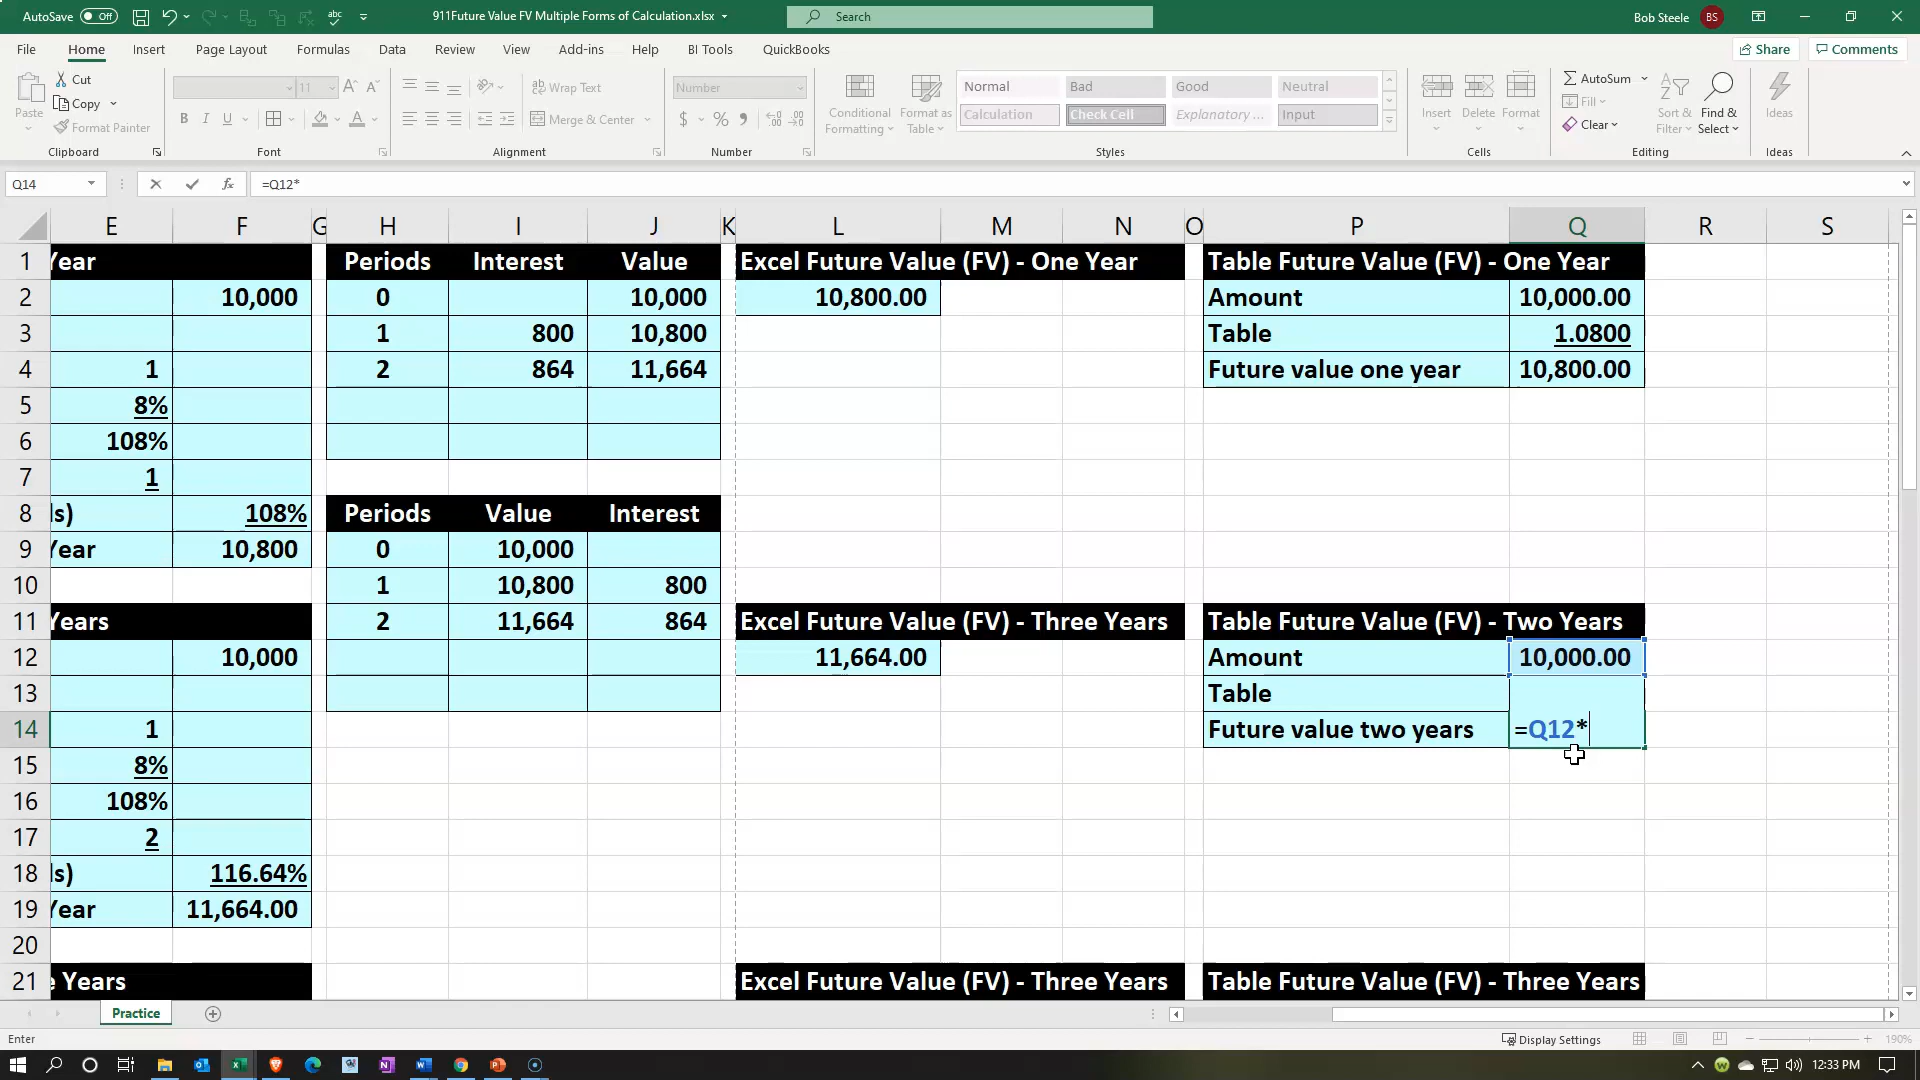 AutoSave Off
911Future Value FV Multiple Forms of Calculation.xlsx
Search
Bob Steele BS
File Home Insert Page Layout Formulas Data Review View Add-ins Help BI Tools QuickBooks Share Comments
Paste Cut Copy Format Painter Clipboard
11 B I U A Font
Wrap Text Merge & Center Alignment
Number $ % Number
Conditional Formatting Format as Table
Normal Bad Good Neutral
Calculation Check Cell Explanatory ... Input
Styles
Insert Delete Format Cells
AutoSum Fill Clear Sort & Filter Find & Select Editing
Ideas Ideas
Q14 fx =Q12*
E F G H I J K L M N O P Q R S
1 Year Periods Interest Value Excel Future Value (FV) - One Year Table Future Value (FV) - One Year
2 10,000 0 10,000 10,800.00 Amount 10,000.00
3 1 800 10,800 Table 1.0800
4 1 2 864 11,664 Future value one year 10,800.00
5 8%
6 108%
7 1
8 ls) 108% Periods Value Interest
9 Year 10,800 0 10,000
10 1 10,800 800
11 Years 2 11,664 864 Excel Future Value (FV) - Three Years Table Future Value (FV) - Two Years
12 10,000 11,664.00 Amount 10,000.00
13 Table
14 1 Future value two years =Q12*
15 8%
16 108%
17 2
18 ls) 116.64%
19 Year 11,664.00
20
21 e Years Excel Future Value (FV) - Three Years Table Future Value (FV) - Three Years
Practice
Enter Display Settings 190%
12:33 PM